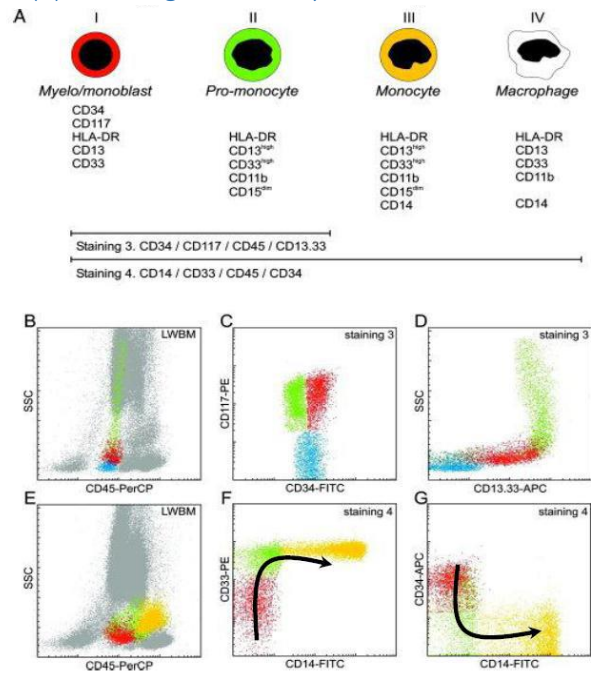 A
I II III IV
Myelo/monoblast Pro-monocyte Monocyte Macrophage
CD34
CD117
HLA-DR HLA-DR HLA-DR HLA-DR
CD13 CD13high CD13high CD13
CD33 CD33high CD33high CD33
CD11b CD11b CD11b
CD15dim CD15dim
CD14 CD14
Staining 3. CD34 / CD117 / CD45 / CD13.33
Staining 4. CD14 / CD33 / CD45 / CD34
B LWBM
SSC
CD45-PerCP
C staining 3
CD117-PE
CD34-FITC
D staining 3
SSC
CD13.33-APC
E LWBM
SSC
CD45-PerCP
F staining 4
CD33-PE
CD14-FITC
G staining 4
CD34-APC
CD14-FITC